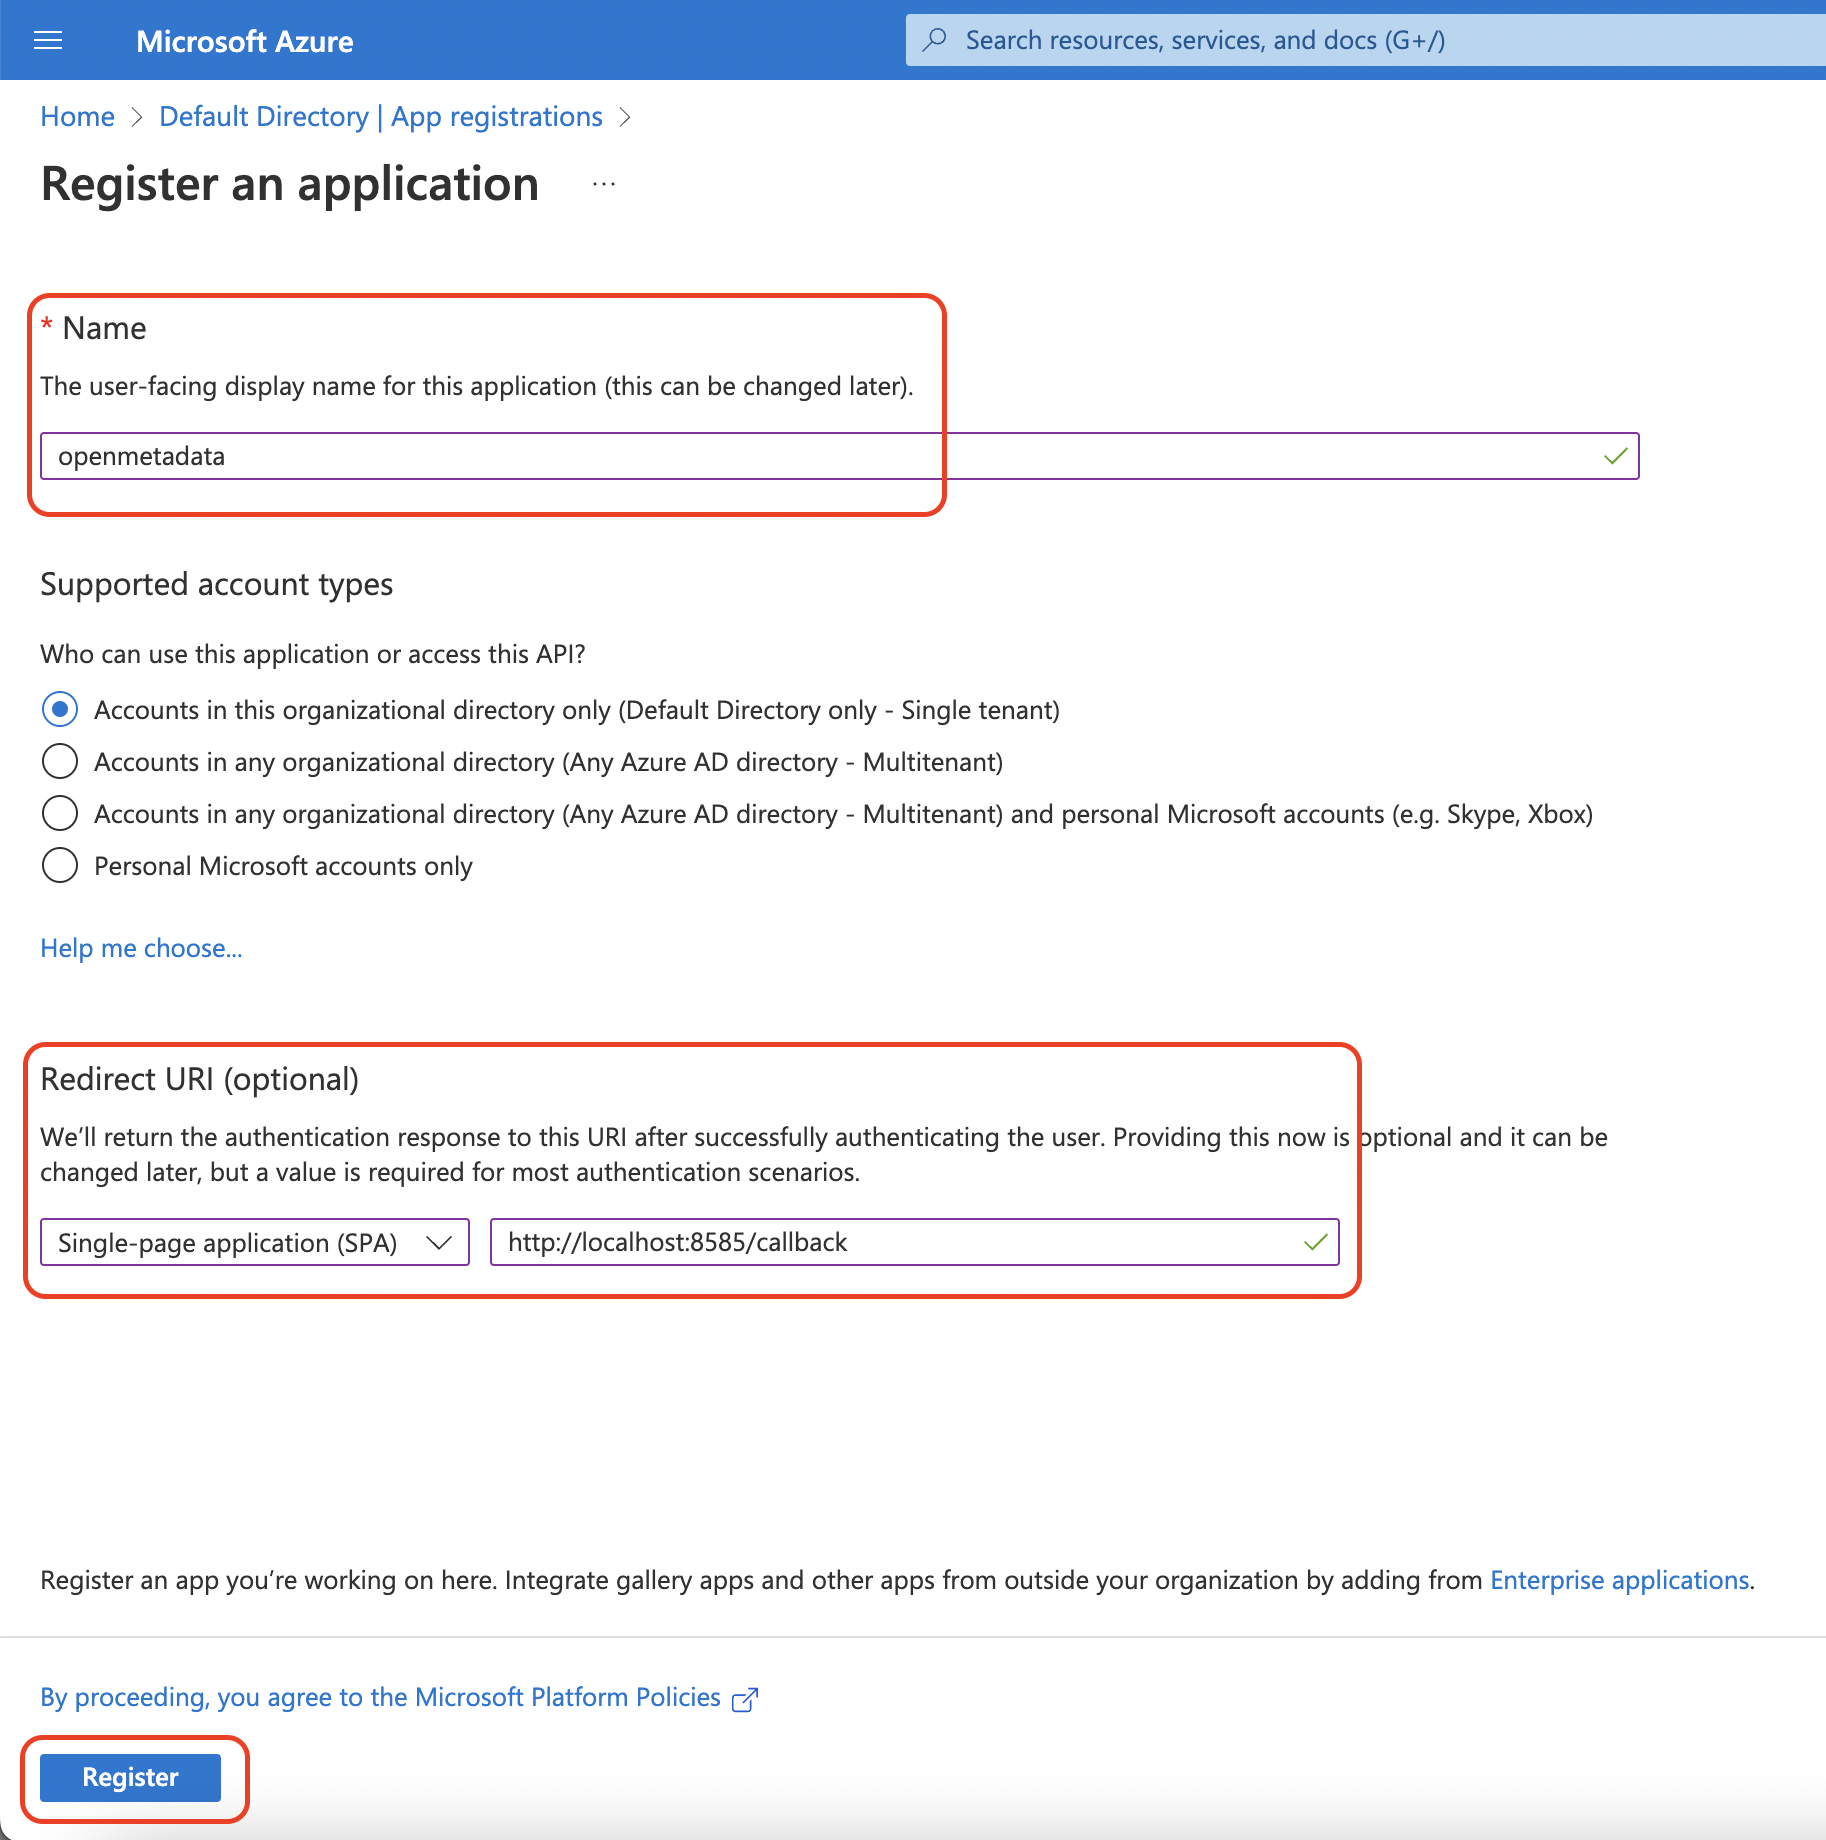 Microsoft Azure
Search resources, services, and docs (G+/)
Home > Default Directory | App registrations >
Register an application ...
* Name
The user-facing display name for this application (this can be changed later).
openmetadata
Supported account types
Who can use this application or access this API?
Accounts in this organizational directory only (Default Directory only - Single tenant)
Accounts in any organizational directory (Any Azure AD directory - Multitenant)
Accounts in any organizational directory (Any Azure AD directory - Multitenant) and personal Microsoft accounts (e.g. Skype, Xbox)
Personal Microsoft accounts only
Help me choose...
Redirect URI (optional)
We’ll return the authentication response to this URI after successfully authenticating the user. Providing this now is optional and it can be
changed later, but a value is required for most authentication scenarios.
Single-page application (SPA)
http://localhost:8585/callback
Register an app you’re working on here. Integrate gallery apps and other apps from outside your organization by adding from Enterprise applications.
By proceeding, you agree to the Microsoft Platform Policies
Register